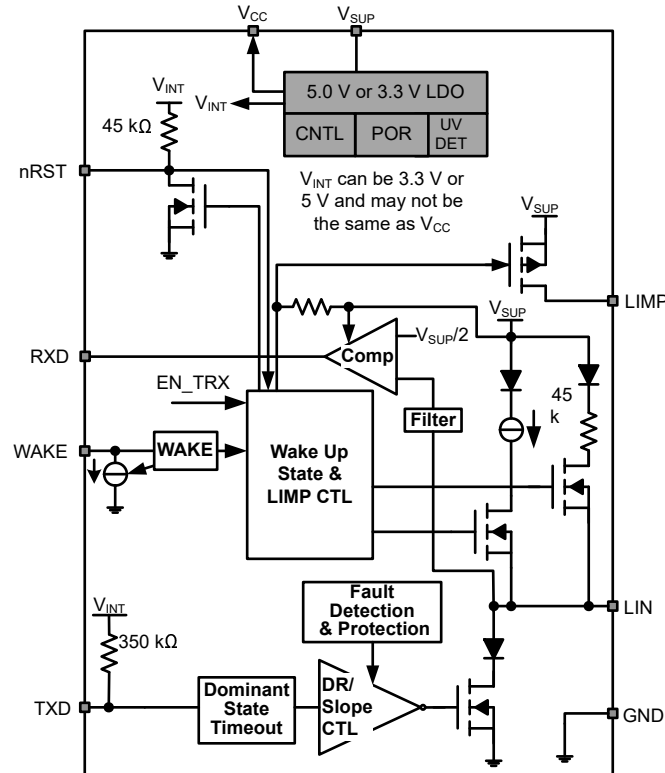 VCC
VSUP
VINT
VINT
5.0 V or 3.3 V LDO
45 kΩ
CNTL
POR
UV
DET
nRST
VINT can be 3.3 V or
5 V and may not be
the same as VCC
VSUP
LIMP
VSUP
RXD
Comp
VSUP/2
EN_TRX
45
k
Filter
WAKE
WAKE
Wake Up
State &
LIMP CTL
Fault
Detection
& Protection
LIN
VINT
350 kΩ
Dominant
State
Timeout
DR/
Slope
CTL
TXD
GND